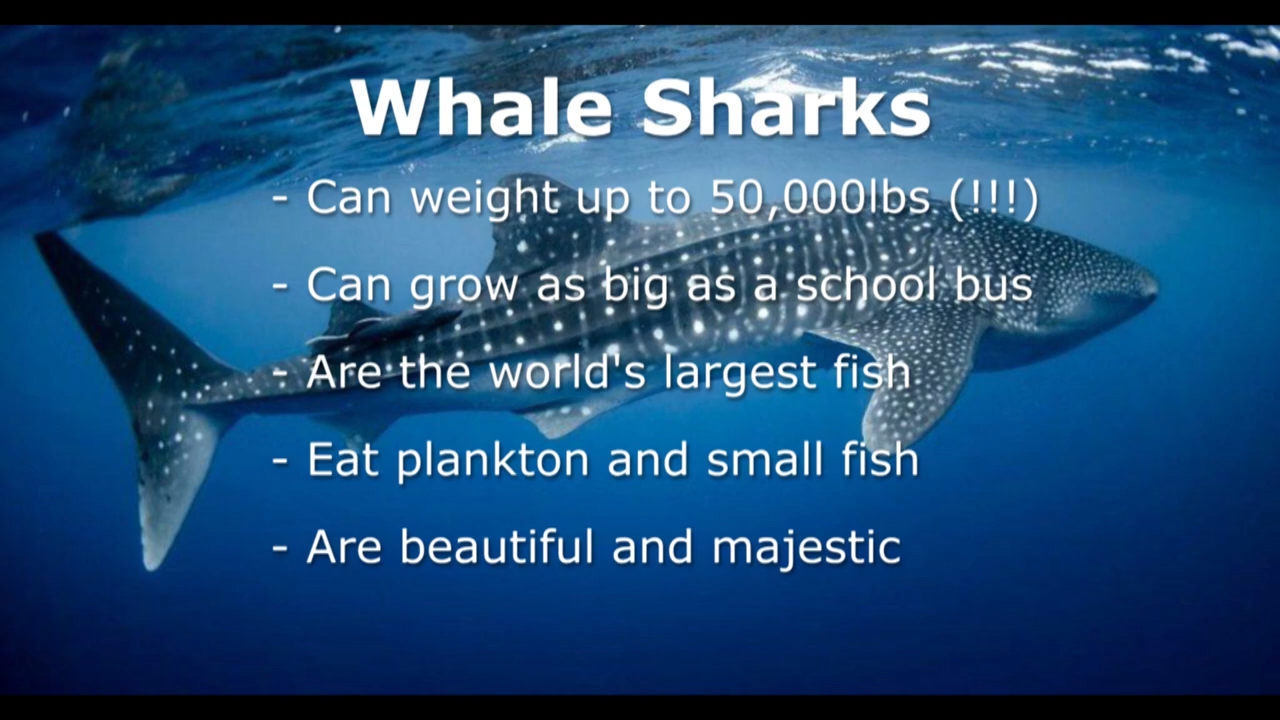 Whale Sharks
- Can weight up to 50,000lbs (!!!)
- Can grow as big as a school bus
- Are the world's largest fish
- Eat plankton and small fish
- Are beautiful and majestic